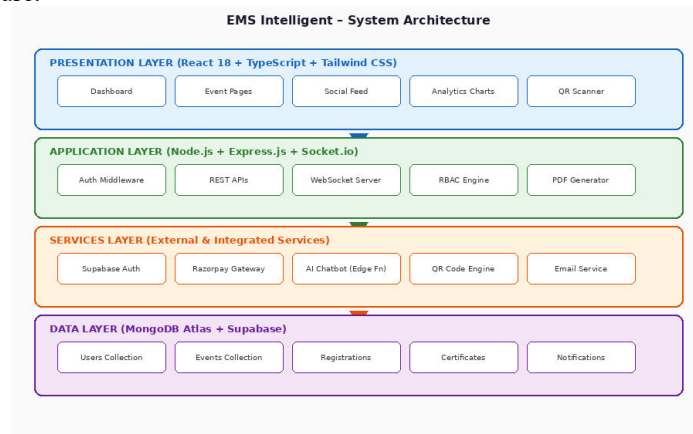 EMS Intelligent – System Architecture
PRESENTATION LAYER (React 18 + TypeScript + Tailwind CSS)
Dashboard
Event Pages
Social Feed
Analytics Charts
QR Scanner
APPLICATION LAYER (Node.js + Express.js + Socket.io)
Auth Middleware
REST APIs
WebSocket Server
RBAC Engine
PDF Generator
SERVICES LAYER (External & Integrated Services)
Supabase Auth
Razorpay Gateway
AI Chatbot (Edge Fn)
QR Code Engine
Email Service
DATA LAYER (MongoDB Atlas + Supabase)
Users Collection
Events Collection
Registrations
Certificates
Notifications